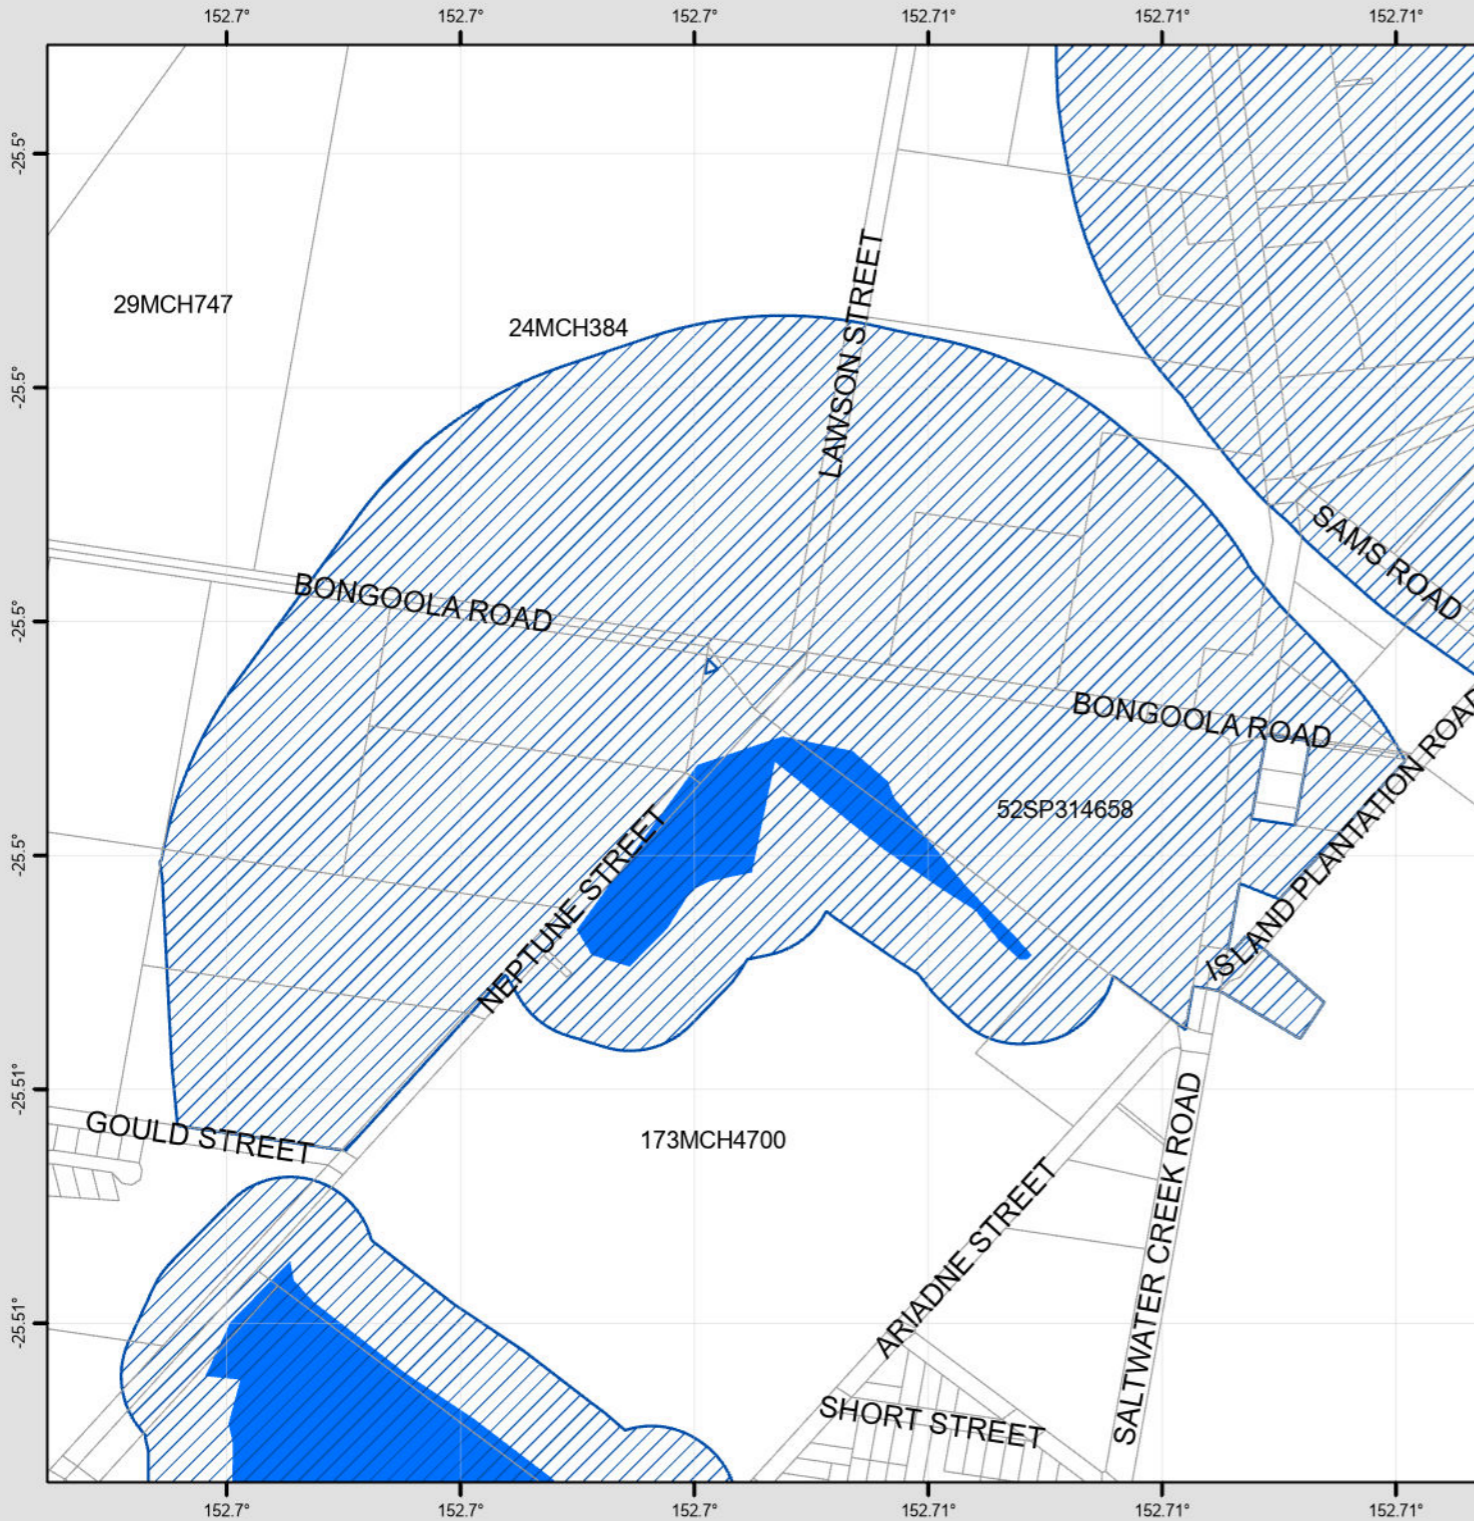 152.7°
152.7°
152.7°
152.71°
152.71°
152.71°
-25.5°
29MCH747
24MCH384
LAWSON STREET
-25.5°
SAMS ROAD
BONGOOLA ROAD
-25.5°
BONGOOLA ROAD
52SP314658
-25.5°
NEPTUNE STREET
ISLAND PLANTATION ROAD
-25.51°
GOULD STREET
173MCH4700
SALTWATER CREEK ROAD
ARIADNE STREET
-25.51°
SHORT STREET
152.7°
152.7°
152.7°
152.71°
152.71°
152.71°